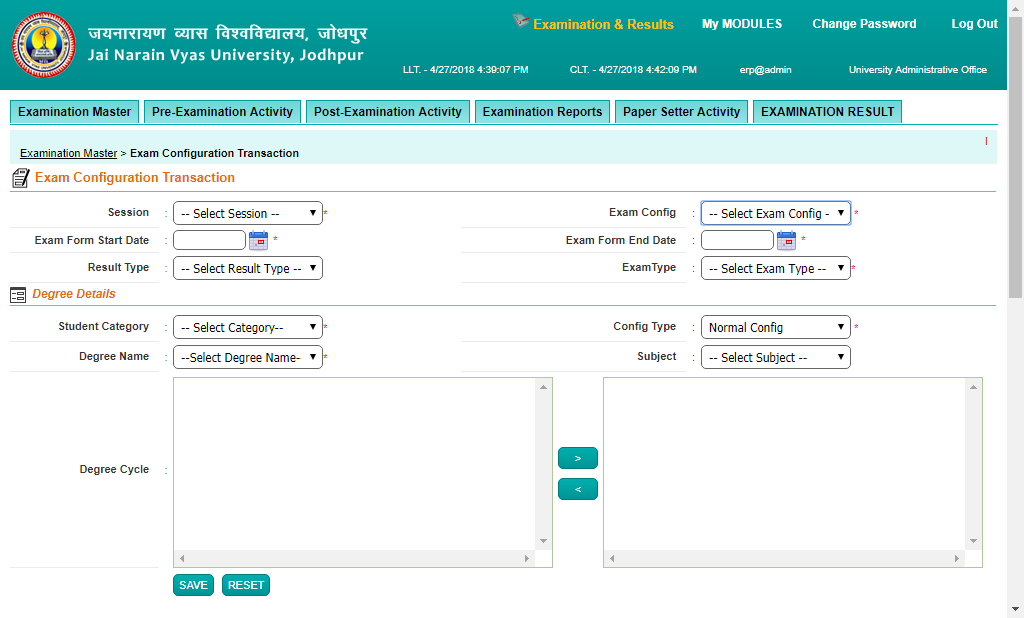 Examination & Results My MODULES Change Password Log Out
जयनारायण व्यास विश्वविद्यालय, जोधपुर
Jai Narain Vyas University, Jodhpur
LLT. - 4/27/2018 4:39:07 PM CLT. - 4/27/2018 4:42:09 PM erp@admin University Administrative Office
Examination Master Pre-Examination Activity Post-Examination Activity Examination Reports Paper Setter Activity EXAMINATION RESULT
Examination Master > Exam Configuration Transaction
Exam Configuration Transaction
Session : -- Select Session -- * Exam Config : -- Select Exam Config - *
Exam Form Start Date : * Exam Form End Date : *
Result Type : -- Select Result Type -- ExamType : -- Select Exam Type -- *
Degree Details
Student Category : -- Select Category-- * Config Type : Normal Config *
Degree Name : --Select Degree Name- * Subject : -- Select Subject --
Degree Cycle :
>
<
SAVE RESET